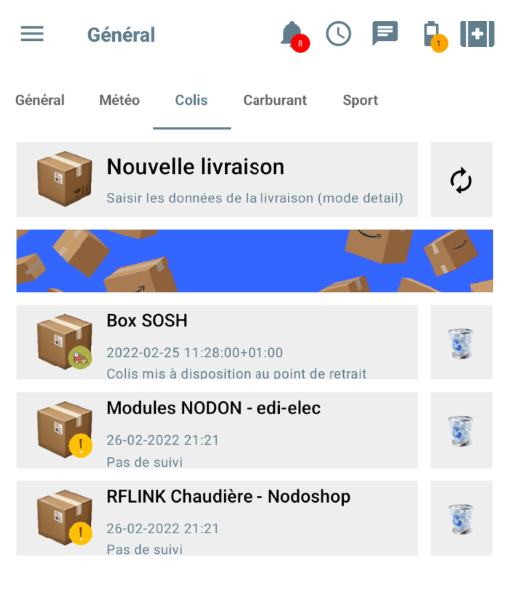 Général
8
1
Général Météo Colis Carburant Sport
Nouvelle livraison
Saisir les données de la livraison (mode detail)
Box SOSH
2022-02-25 11:28:00+01:00
Colis mis à disposition au point de retrait
Modules NODON - edi-elec
26-02-2022 21:21
Pas de suivi
RFLINK Chaudière - Nodoshop
26-02-2022 21:21
Pas de suivi